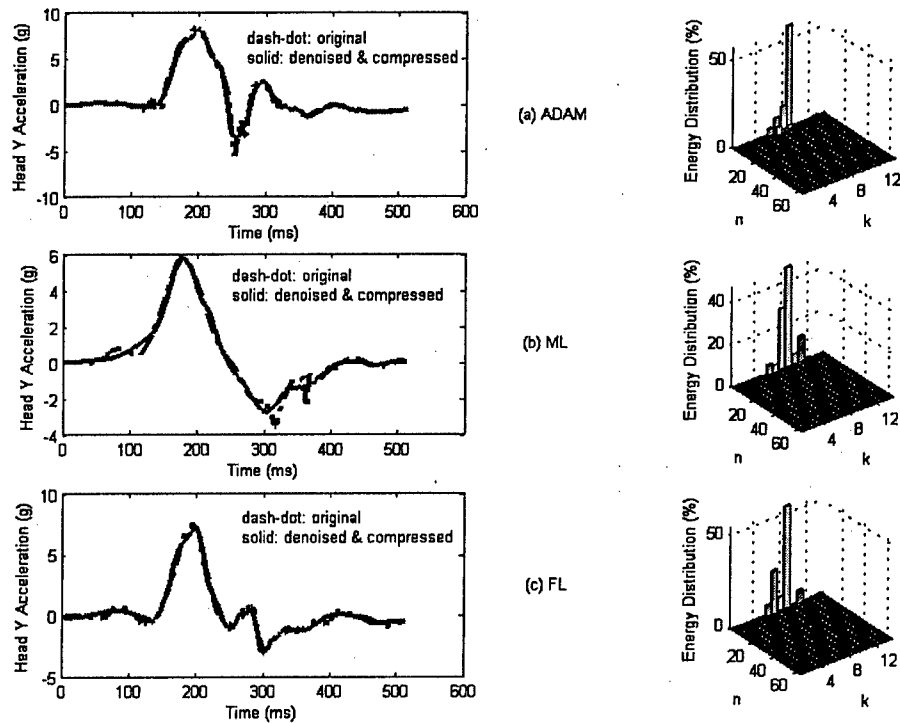 10
5
0
-5
-10
Head Y Acceleration (g)
dash-dot: original
solid: denoised & compressed
0 100 200 300 400 500 600
Time (ms)
(a) ADAM
Energy Distribution (%)
50
0
20
40
60
n
4
8
12
k
6
4
2
0
-2
-4
Head Y Acceleration (g)
dash-dot: original
solid: denoised & compressed
0 100 200 300 400 500
Time (ms)
(b) ML
Energy Distribution (%)
40
20
0
20
40
60
n
4
8
12
k
10
5
0
-5
Head Y Acceleration (g)
dash-dot: original
solid: denoised & compressed
0 100 200 300 400 500 600
Time (ms)
(c) FL
Energy Distribution (%)
50
0
20
40
60
n
4
8
12
k